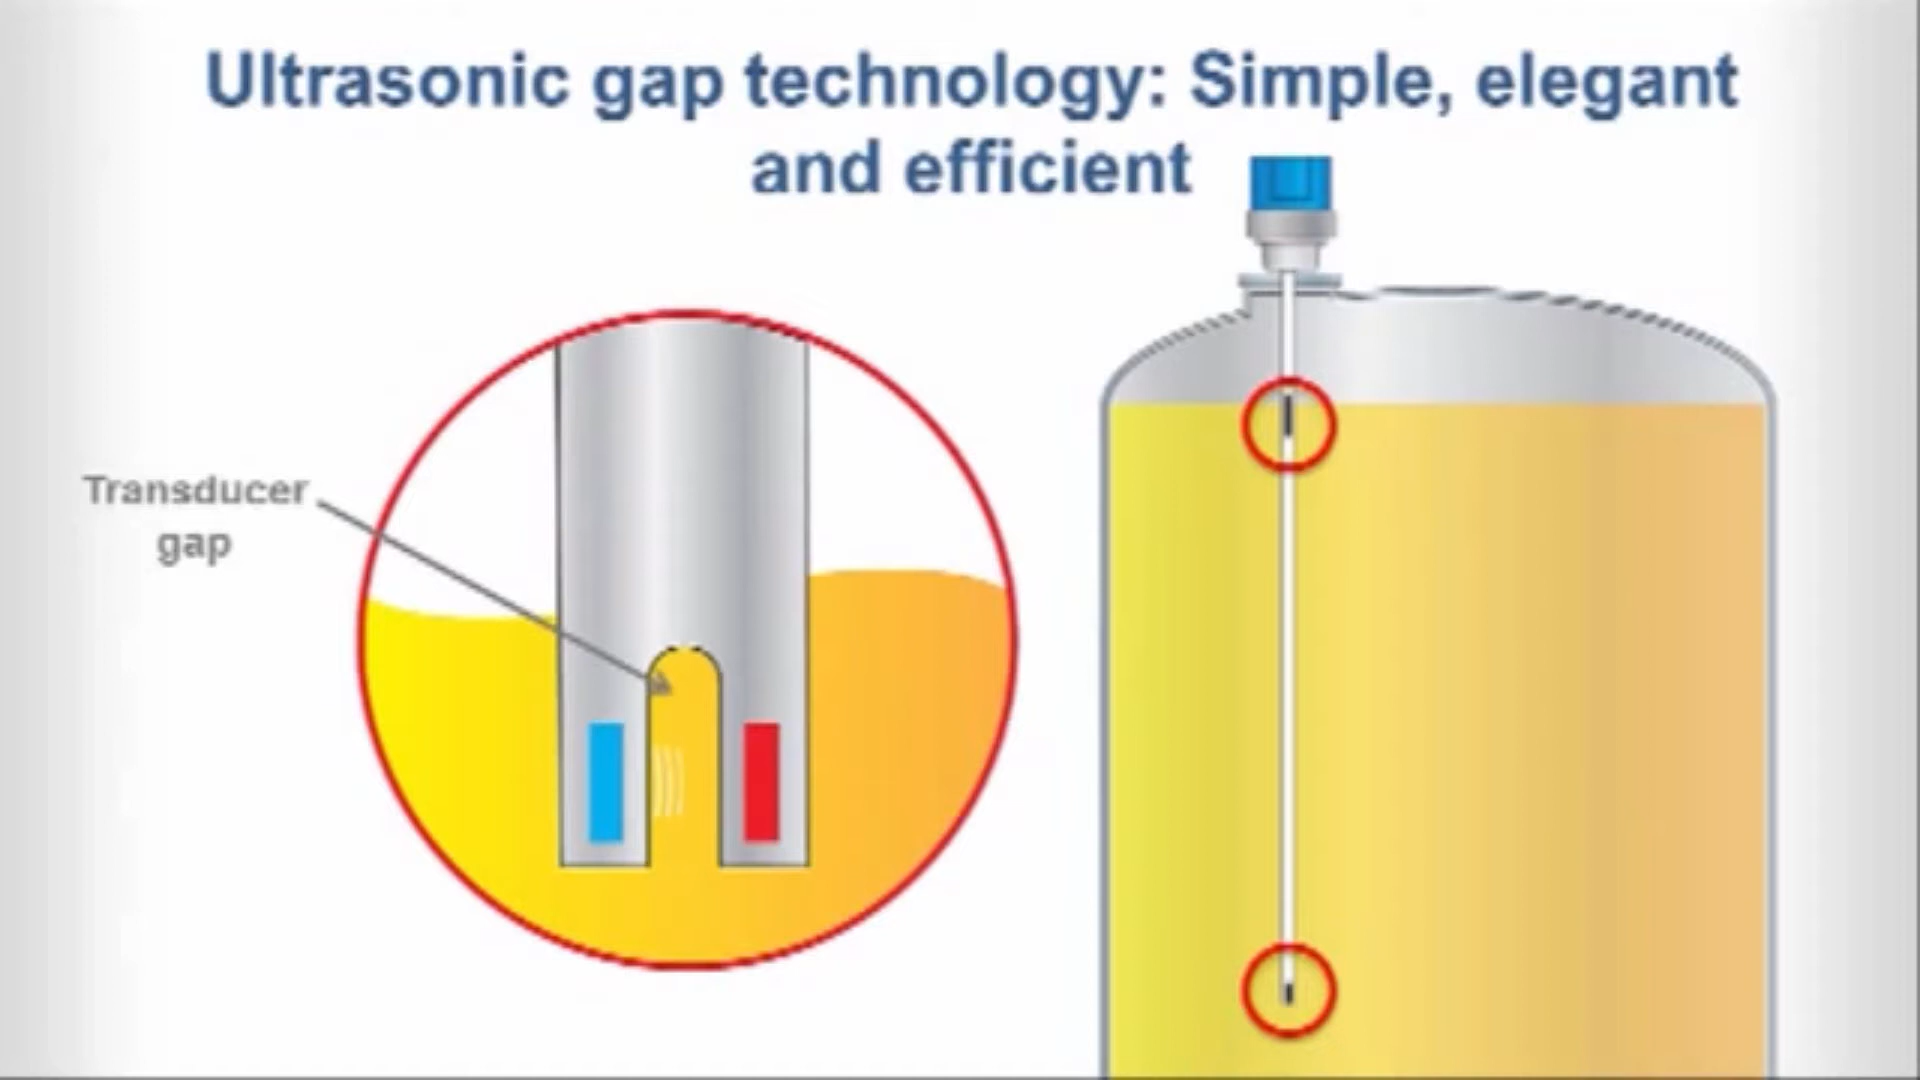 Ultrasonic gap technology: Simple, elegant
and efficient
Transducer
gap